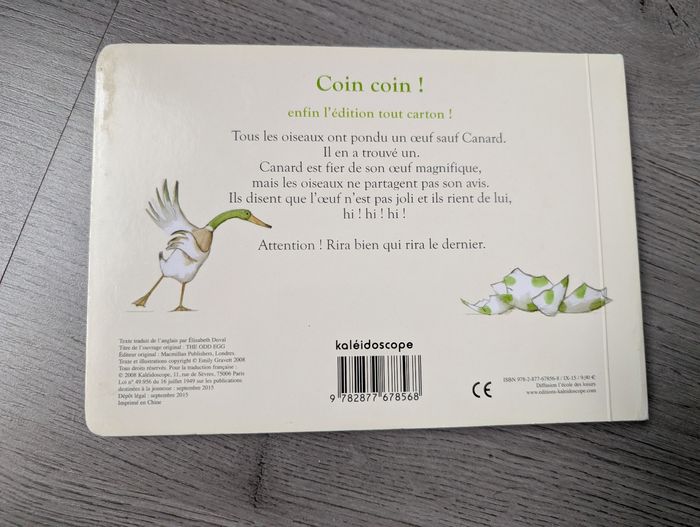 Coin coin !
enfin l'édition tout carton !
Tous les oiseaux ont pondu un œuf sauf Canard.
Il en a trouvé un.
Canard est fier de son œuf magnifique,
mais les oiseaux ne partagent pas son avis.
Ils disent que l'œuf n'est pas joli et ils rient de lui,
hi ! hi ! hi !
Attention ! Rira bien qui rira le dernier.
Texte traduit de l'anglais par Élisabeth Duval
Titre de l'ouvrage original : THE ODD EGG
Éditeur original : Macmillan Publishers, Londres.
Texte et illustrations copyright © Emily Gravett 2008
Tous droits réservés. Pour la traduction française :
© 2008 Kaléidoscope, 11, rue de Sèvres, 75006 Paris
Loi n° 49.956 du 16 juillet 1949 sur les publications
destinées à la jeunesse : septembre 2015
Dépôt légal : septembre 2015
Imprimé en Chine
kaléidoscope
9 782877 678568
CE
ISBN 978-2-877-67856-8 / IX-15 / 9,90 €
Diffusion l'école des loisirs
www.editions-kaleidoscope.com